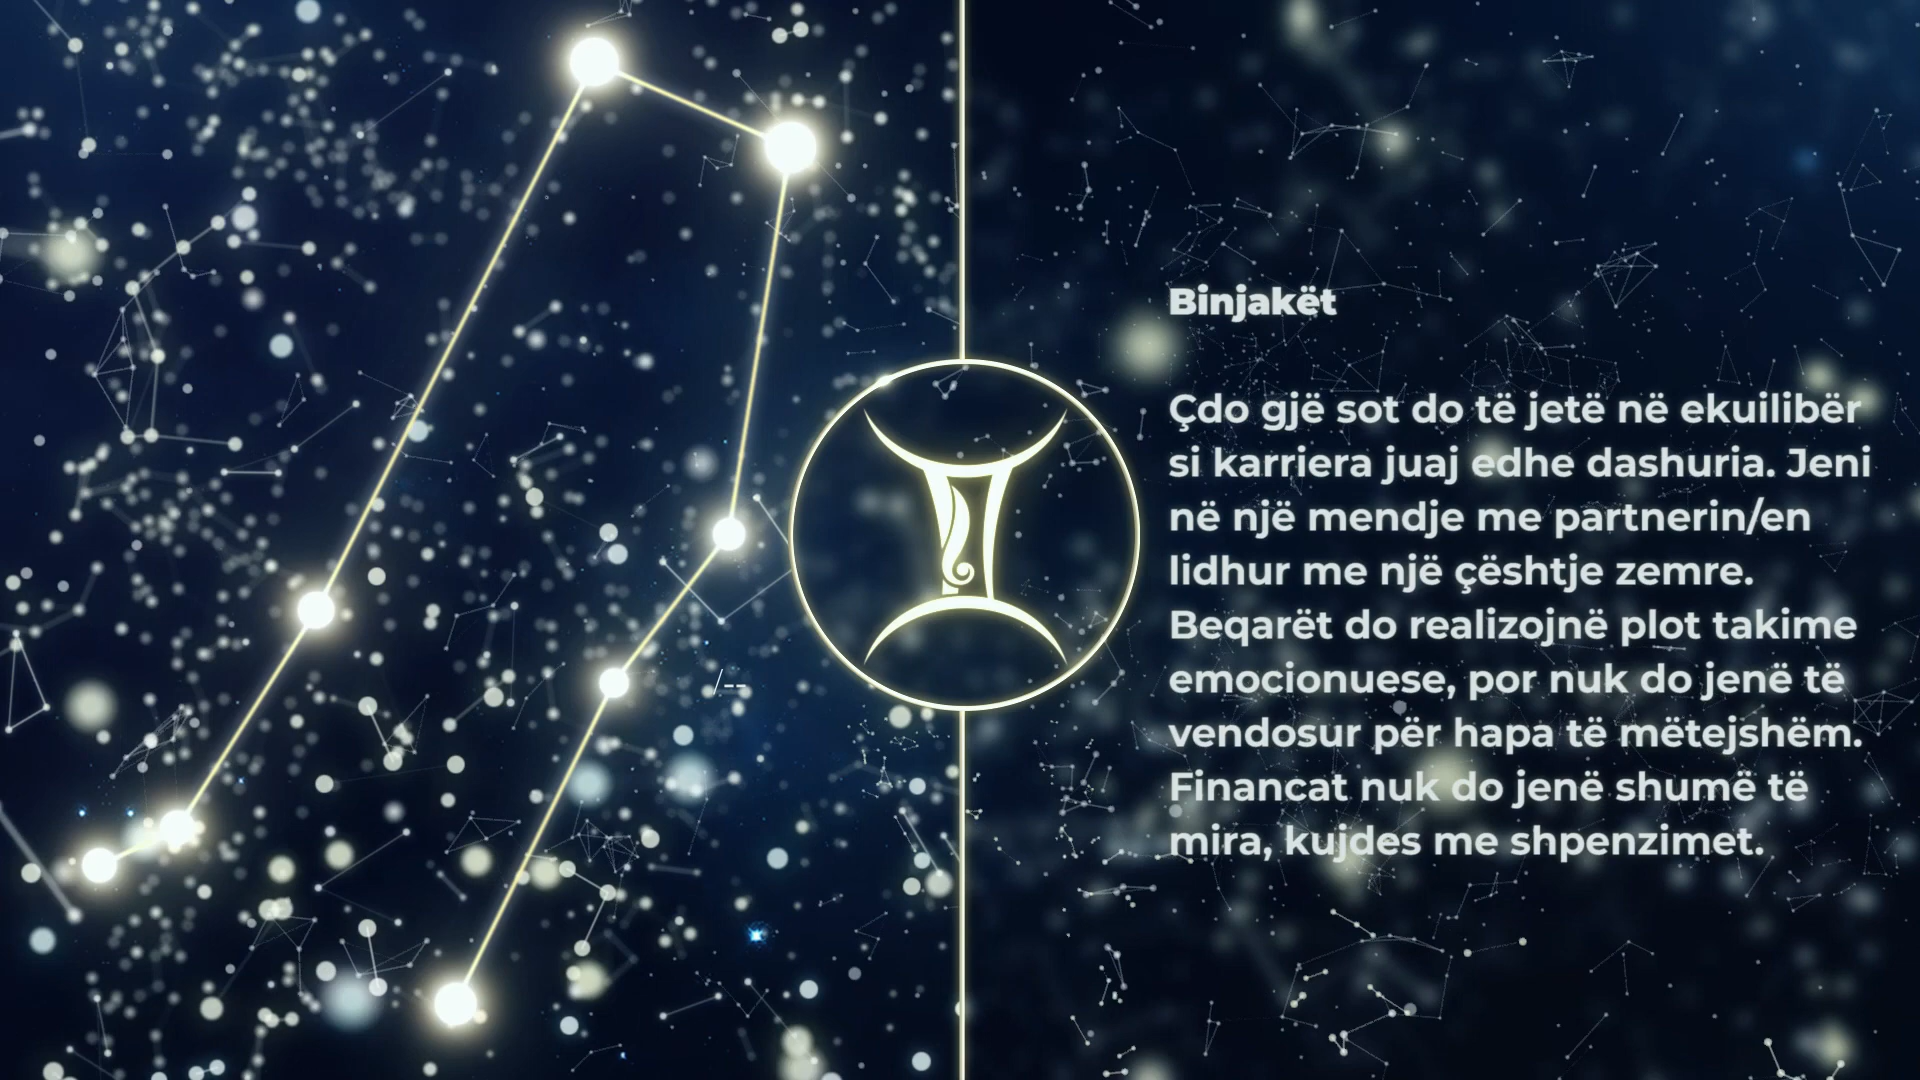 Binjakët
Çdo gjë sot do të jetë në ekuilibër
si karriera juaj edhe dashuria. Jeni
në një mendje me partnerin/en
lidhur me një çështje zemre.
Beqarët do realizojnë plot takime
emocionuese, por nuk do jenë të
vendosur për hapa të mëtejshëm.
Financat nuk do jenë shumë të
mira, kujdes me shpenzimet.